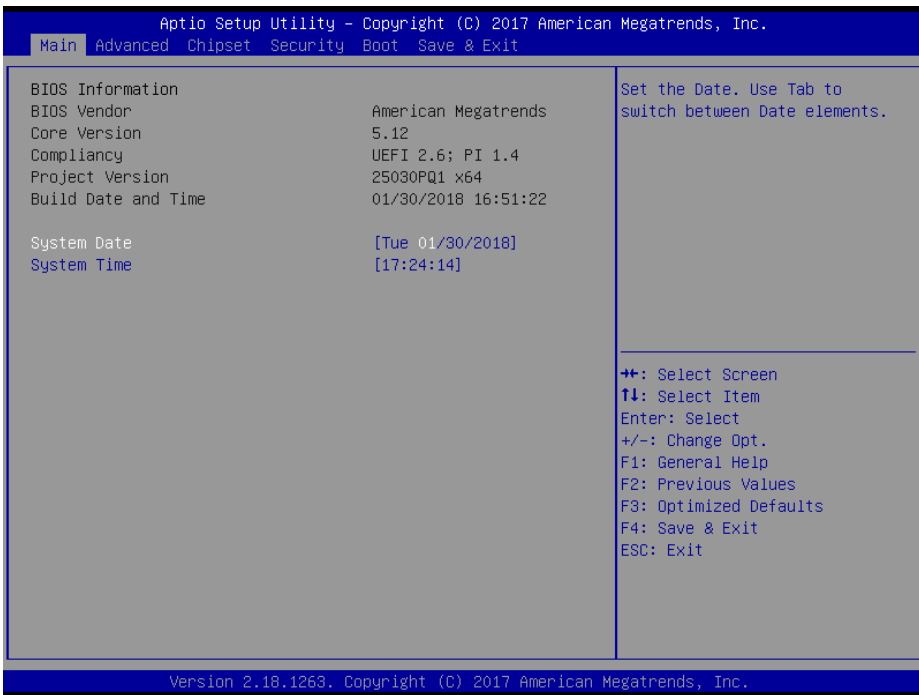 Aptio Setup Utility – Copyright (C) 2017 American Megatrends, Inc.
Main Advanced Chipset Security Boot Save & Exit
BIOS Information
BIOS Vendor American Megatrends
Core Version 5.12
Compliancy UEFI 2.6; PI 1.4
Project Version 25030PQ1 x64
Build Date and Time 01/30/2018 16:51:22
System Date [Tue 01/30/2018]
System Time [17:24:14]
Set the Date. Use Tab to
switch between Date elements.
→←: Select Screen
↑↓: Select Item
Enter: Select
+/-: Change Opt.
F1: General Help
F2: Previous Values
F3: Optimized Defaults
F4: Save & Exit
ESC: Exit
Version 2.18.1263. Copyright (C) 2017 American Megatrends, Inc.